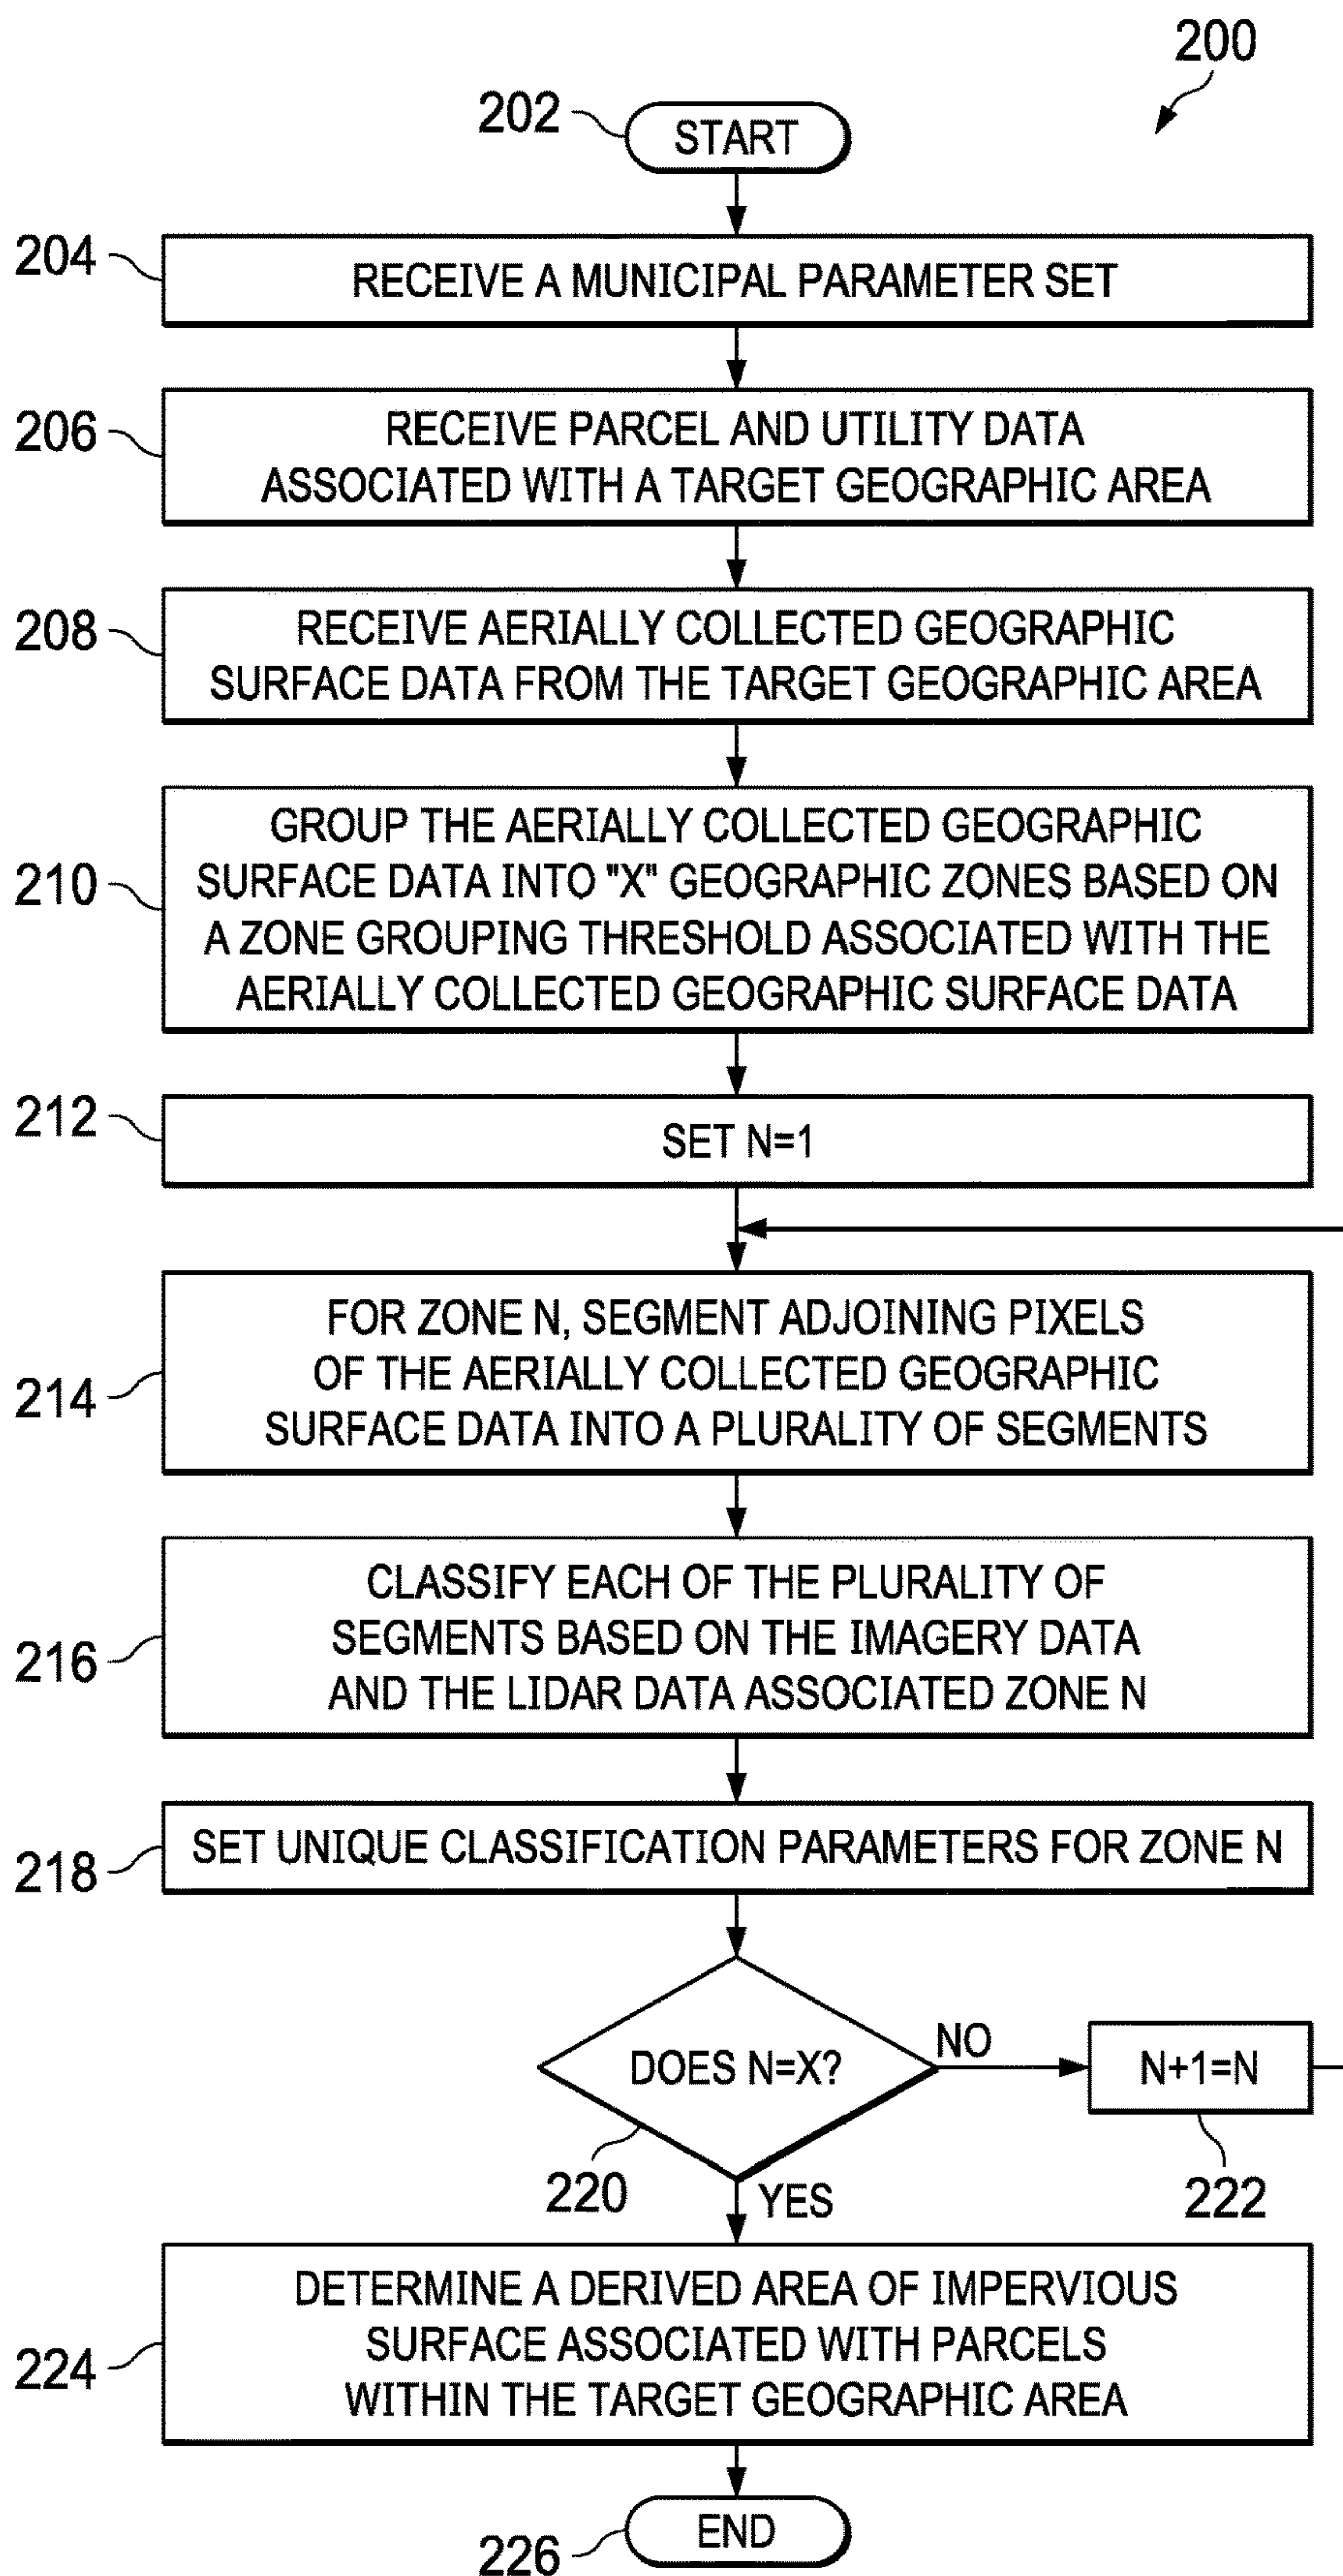 200
202
START
204
RECEIVE A MUNICIPAL PARAMETER SET
206
RECEIVE PARCEL AND UTILITY DATA
ASSOCIATED WITH A TARGET GEOGRAPHIC AREA
208
RECEIVE AERIALLY COLLECTED GEOGRAPHIC
SURFACE DATA FROM THE TARGET GEOGRAPHIC AREA
210
GROUP THE AERIALLY COLLECTED GEOGRAPHIC
SURFACE DATA INTO "X" GEOGRAPHIC ZONES BASED ON
A ZONE GROUPING THRESHOLD ASSOCIATED WITH THE
AERIALLY COLLECTED GEOGRAPHIC SURFACE DATA
212
SET N=1
214
FOR ZONE N, SEGMENT ADJOINING PIXELS
OF THE AERIALLY COLLECTED GEOGRAPHIC
SURFACE DATA INTO A PLURALITY OF SEGMENTS
216
CLASSIFY EACH OF THE PLURALITY OF
SEGMENTS BASED ON THE IMAGERY DATA
AND THE LIDAR DATA ASSOCIATED ZONE N
218
SET UNIQUE CLASSIFICATION PARAMETERS FOR ZONE N
DOES N=X?
NO
N+1=N
220
YES
222
224
DETERMINE A DERIVED AREA OF IMPERVIOUS
SURFACE ASSOCIATED WITH PARCELS
WITHIN THE TARGET GEOGRAPHIC AREA
226
END